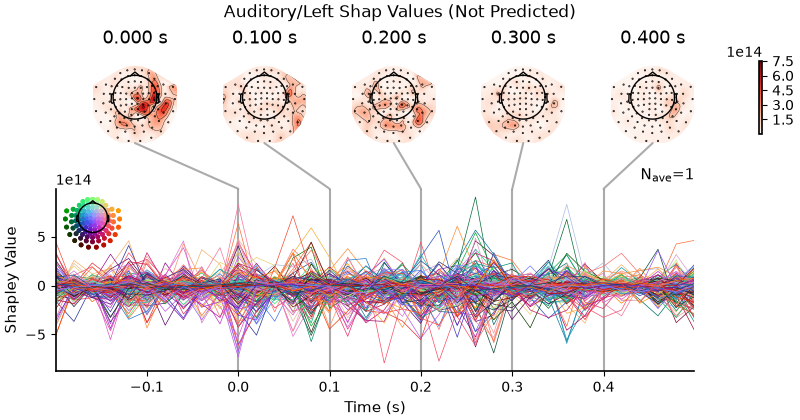 Auditory/Left Shap Values (Not Predicted)
0.000 s 0.100 s 0.200 s 0.300 s 0.400 s
1e14
7.5
6.0
4.5
3.0
1.5
Nave=1
1e14
5
0
−5
Shapley Value
−0.1 0.0 0.1 0.2 0.3 0.4
Time (s)